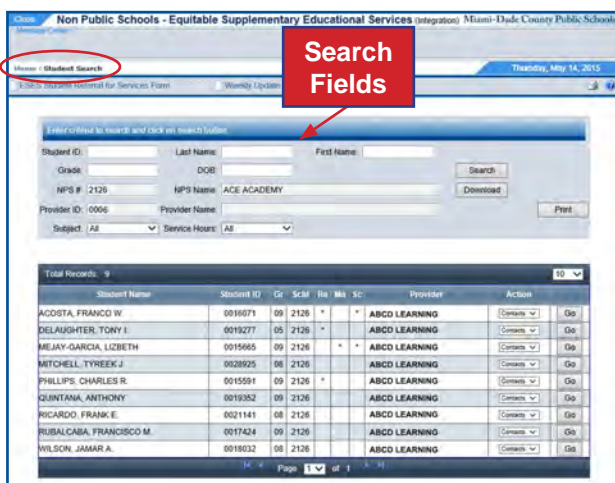 Close Non Public Schools - Equitable Supplementary Educational Services (Integration) Miami-Dade County Public Schools
Message Center
Search
Fields
Home : Student Search Thursday, May 14, 2015
ESES Student Referral for Services Form Weekly Update
Enter criteria to search and click on search button
Student ID: Last Name: First Name:
Grade: DOB: Search
NPS # 2126 NPS Name: ACE ACADEMY Download
Provider ID: 0006 Provider Name: Print
Subject: All Service Hours: All
Total Records: 9 10
Student Name Student ID Gr Schl Re Ma Sc Provider Action
ACOSTA, FRANCO W. 0016071 09 2126 * * ABCD LEARNING Contacts Go
DELAUGHTER, TONY I. 0019277 05 2126 * ABCD LEARNING Contacts Go
MEJAY-GARCIA, LIZBETH 0015665 09 2126 * * ABCD LEARNING Contacts Go
MITCHELL, TYREEK J. 0028925 06 2126 ABCD LEARNING Contacts Go
PHILLIPS, CHARLES R. 0015591 09 2126 * ABCD LEARNING Contacts Go
QUINTANA, ANTHONY 0019352 09 2126 ABCD LEARNING Contacts Go
RICARDO, FRANK E. 0021141 08 2126 ABCD LEARNING Contacts Go
RUBALCABA, FRANCISCO M. 0017424 09 2126 ABCD LEARNING Contacts Go
WILSON, JAMAR A. 0018032 08 2126 ABCD LEARNING Contacts Go
Page 1 of 1